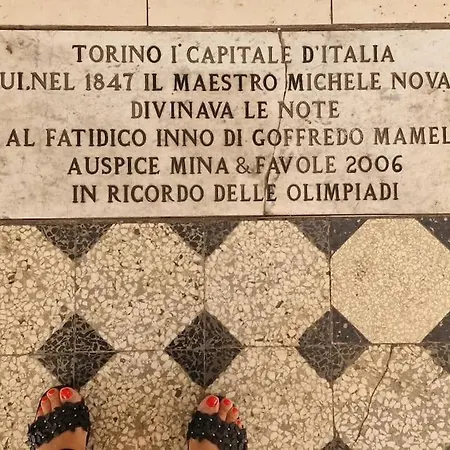 TORINO I° CAPITALE D'ITALIA
UI.NEL 1847 IL MAESTRO MICHELE NOVA
DIVINAVA LE NOTE
AL FATIDICO INNO DI GOFFREDO MAMEL
AUSPICE MINA & FAVOLE 2006
IN RICORDO DELLE OLIMPIADI